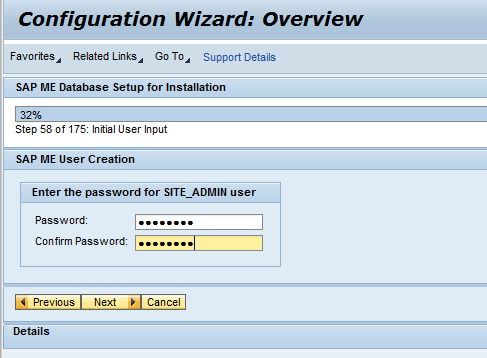 Configuration Wizard: Overview
Favorites Related Links Go To Support Details
SAP ME Database Setup for Installation
32%
Step 58 of 175: Initial User Input
SAP ME User Creation
Enter the password for SITE_ADMIN user
Password: ••••••••
Confirm Password: ••••••••
Previous Next Cancel
Details